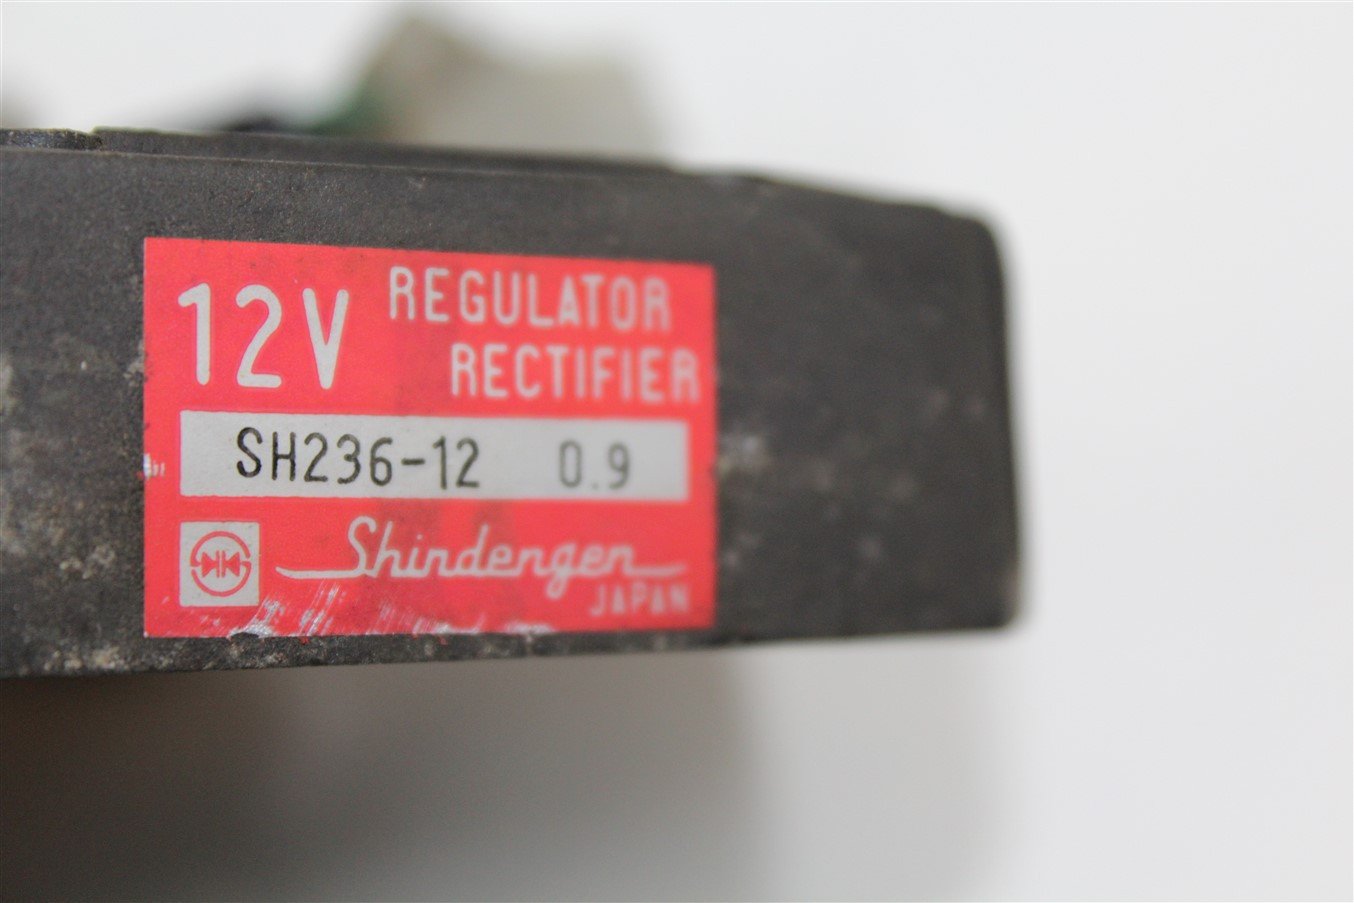 12V REGULATOR
RECTIFIER
SH236-12 0.9
Shindengen
JAPAN